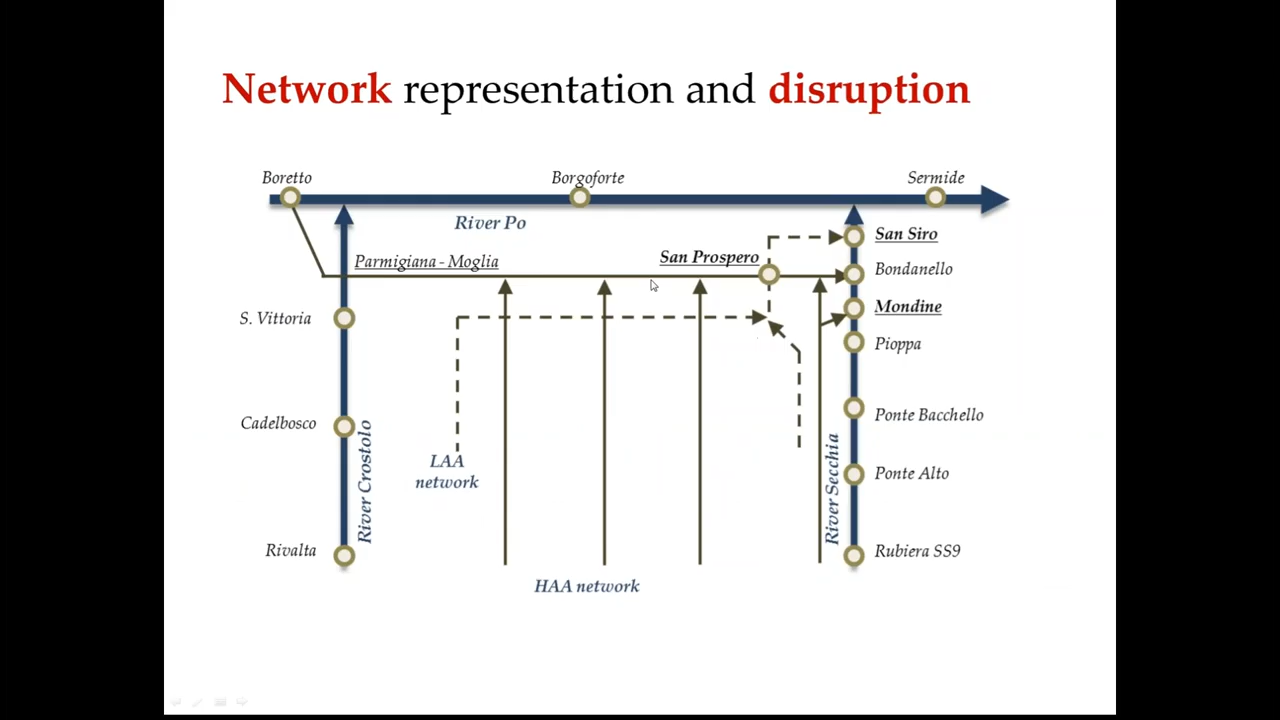 Network representation and disruption
Boretto
Borgoforte
Sermide
River Po
San Siro
Parmigiana - Moglia
San Prospero
Bondanello
Mondine
S. Vittoria
Pioppa
Cadelbosco
Ponte Bacchello
River Crostolo
LAA
network
River Secchia
Ponte Alto
Rivalta
Rubiera SS9
HAA network